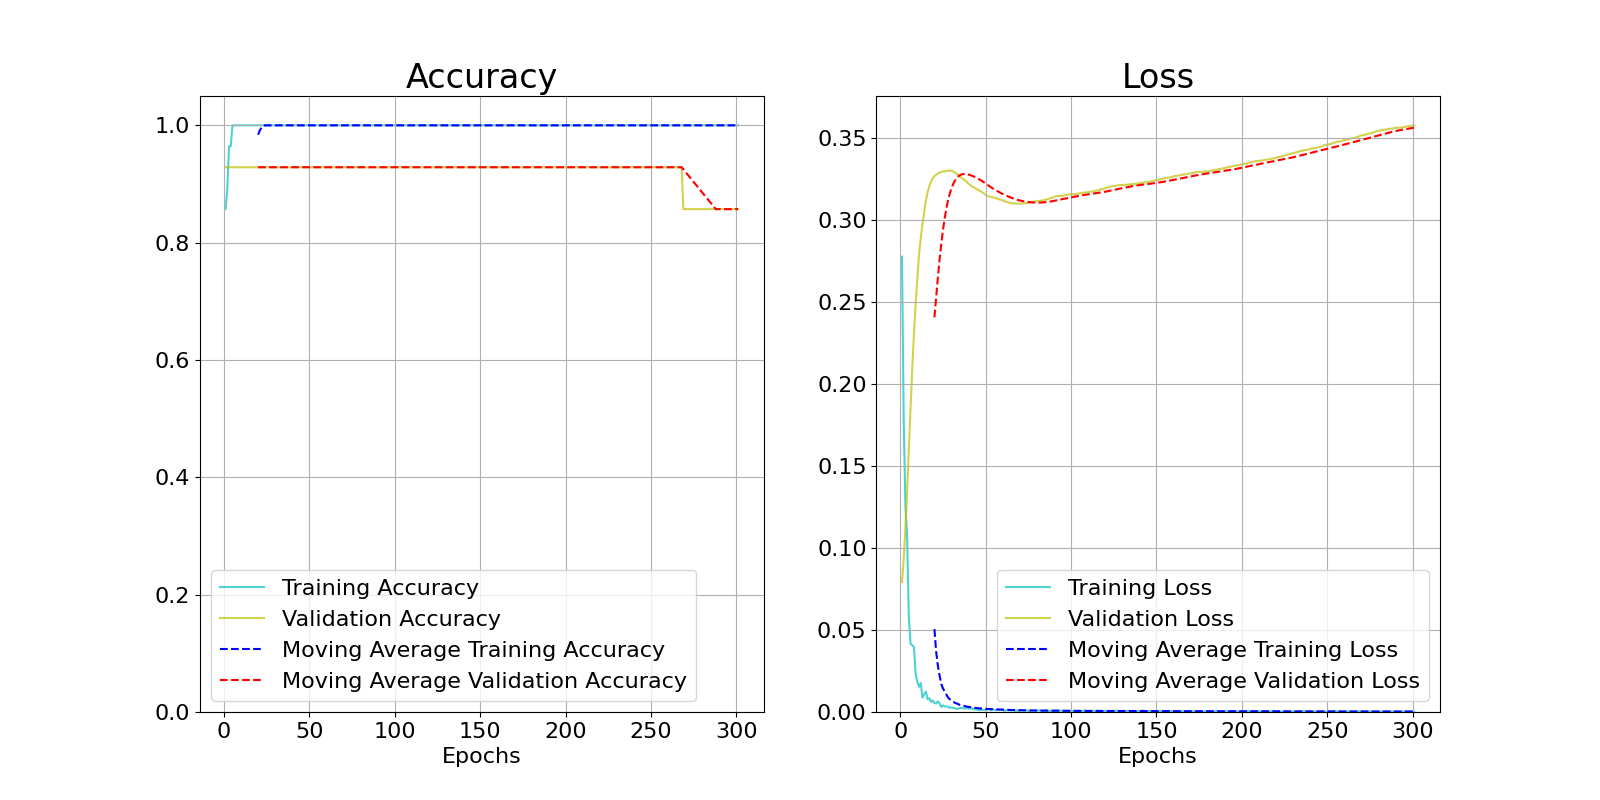 Accuracy
1.0
0.8
0.6
0.4
0.2
0.0
0 50 100 150 200 250 300
Epochs
Training Accuracy
Validation Accuracy
Moving Average Training Accuracy
Moving Average Validation Accuracy
Loss
0.35
0.30
0.25
0.20
0.15
0.10
0.05
0.00
0 50 100 150 200 250 300
Epochs
Training Loss
Validation Loss
Moving Average Training Loss
Moving Average Validation Loss